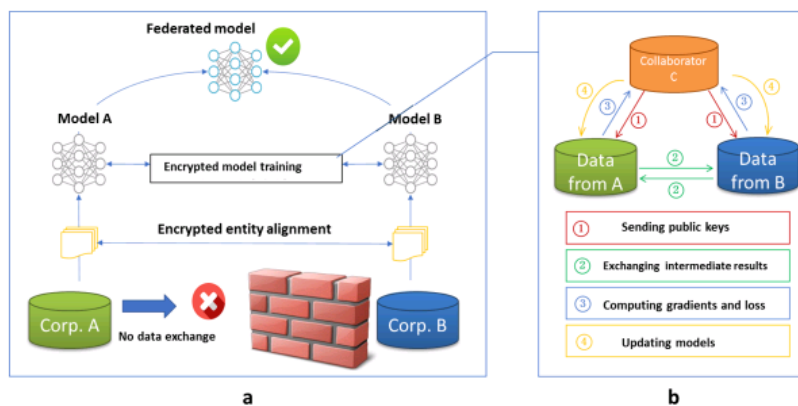 Federated model
Model A
Model B
Encrypted model training
Encrypted entity alignment
Corp. A
No data exchange
Corp. B
a
Collaborator
C
4
3
1
1
3
4
Data
from A
2
2
Data
from B
1 Sending public keys
2 Exchanging intermediate results
3 Computing gradients and loss
4 Updating models
b